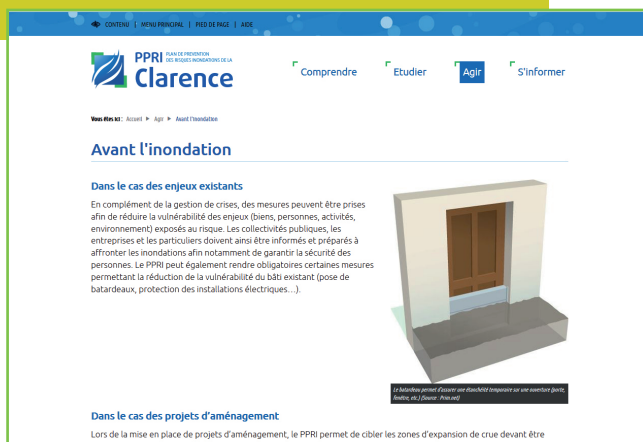 CONTENU | MENU PRINCIPAL | PIED DE PAGE | AIDE
PPRI PLAN DE PREVENTION
DES RISQUES INONDATIONS DE LA
Clarence
Comprendre Etudier Agir S'informer
Vous êtes ici : Accueil ▶ Agir ▶ Avant l'inondation
Avant l'inondation
Dans le cas des enjeux existants
En complément de la gestion de crises, des mesures peuvent être prises
afin de réduire la vulnérabilité des enjeux (biens, personnes, activités,
environnement) exposés au risque. Les collectivités publiques, les
entreprises et les particuliers doivent ainsi être informés et préparés à
affronter les inondations afin notamment de garantir la sécurité des
personnes. Le PPRI peut également rendre obligatoires certaines mesures
permettant la réduction de la vulnérabilité du bâti existant (pose de
batardeaux, protection des installations électriques…).
Le batardeau permet d'assurer une étanchéité temporaire sur une ouverture (porte,
fenêtre, etc.) (Source : Prim.net)
Dans le cas des projets d'aménagement
Lors de la mise en place de projets d'aménagement, le PPRI permet de cibler les zones d'expansion de crue devant être